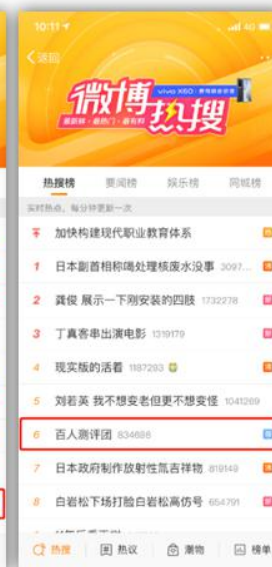 10:11
4G
返回
微博
vivo X60
热搜
热搜榜 要闻榜 娱乐榜 同城榜
实时热点，每分钟更新一次
加快构建现代职业教育体系
1 日本副首相称喝处理核废水没事 3097...
2 龚俊 展示一下刚安装的四肢 1732278
3 丁真客串出演电影 1319179
4 现实版的活着 1187293
5 刘若英 我不想变老但更不想变怪 1041269
6 百人测评团 834686
7 日本政府制作放射性氚吉祥物 819149
8 白岩松下场打脸白岩松高仿号 654791
热搜 热议 潮物 榜单